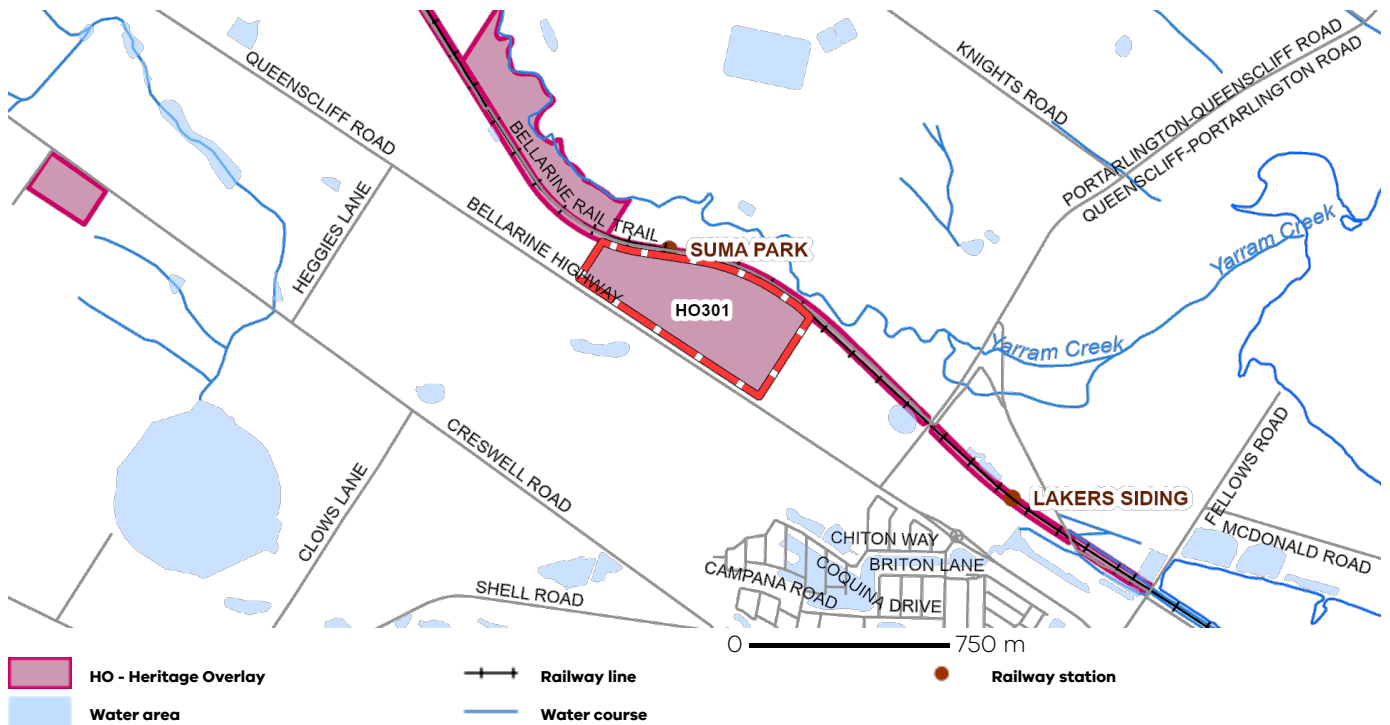 QUEENSCLIFF ROAD
KNIGHTS ROAD
PORTARLINGTON-QUEENSCLIFF ROAD
QUEENSCLIFF-PORTARLINGTON ROAD
BELLARINE RAIL TRAIL
HEGGIES LANE
BELLARINE HIGHWAY
SUMA PARK
Yarram Creek
HO301
Yarram Creek
CRESWELL ROAD
CLOWS LANE
FELLOWS ROAD
LAKERS SIDING
MCDONALD ROAD
CHITON WAY
BRITON LANE
CAMPANA ROAD
COQUINA DRIVE
SHELL ROAD
0 750 m
HO - Heritage Overlay
Railway line
Railway station
Water area
Water course